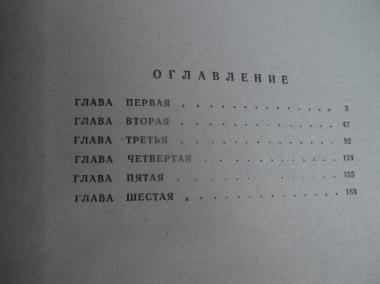 ОГЛАВЛЕНИЕ
ГЛАВА ПЕРВАЯ . . . . . . . . . . . 3
ГЛАВА ВТОРАЯ . . . . . . . . . . . 47
ГЛАВА ТРЕТЬЯ . . . . . . . . . . . 82
ГЛАВА ЧЕТВЕРТАЯ . . . . . . . . . 124
ГЛАВА ПЯТАЯ . . . . . . . . . . . 155
ГЛАВА ШЕСТАЯ . . . . . . . . . . . 183